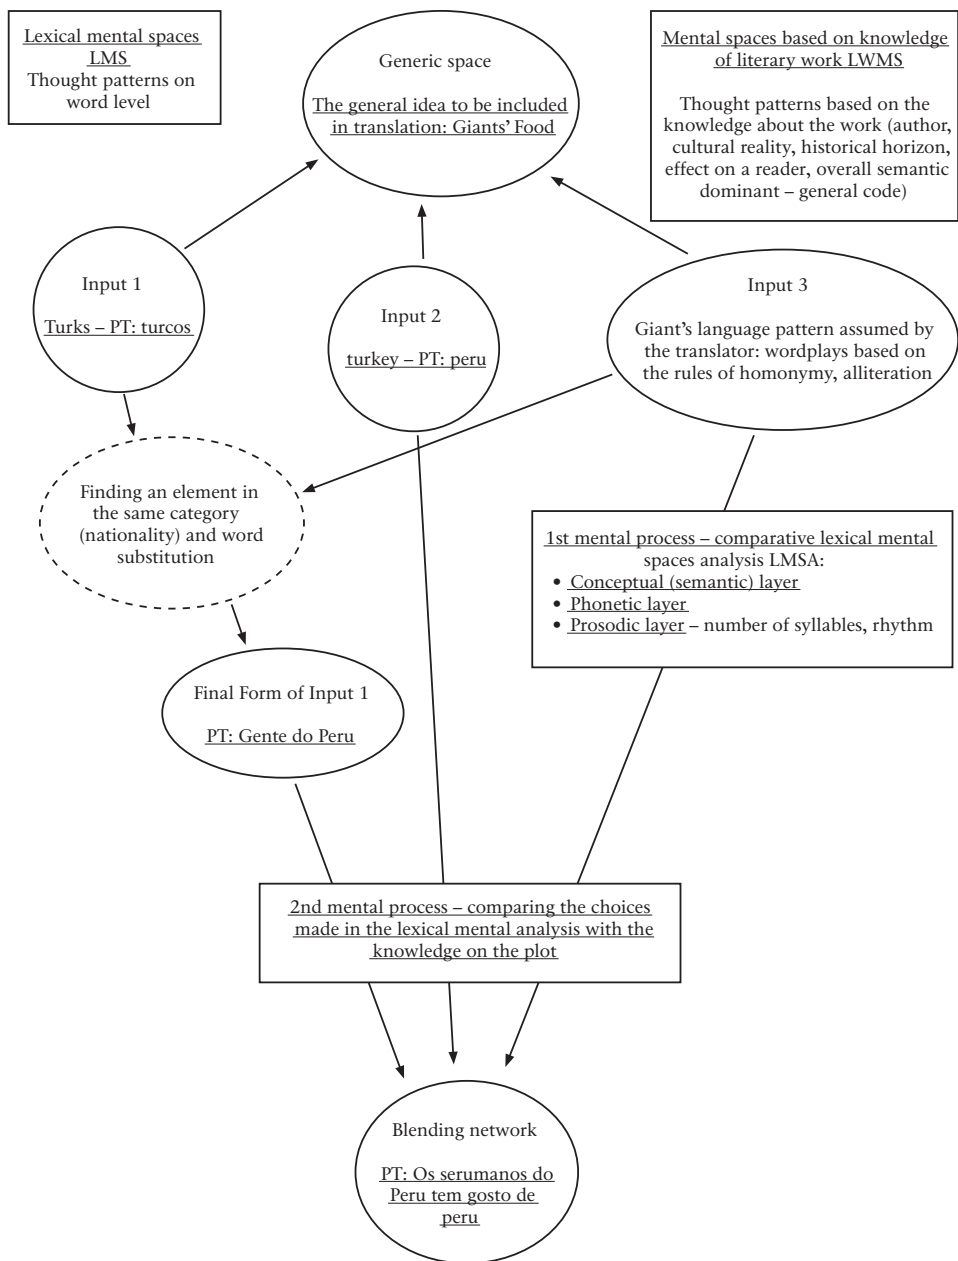 Lexical mental spaces
LMS
Thought patterns on
word level
Generic space
The general idea to be included
in translation: Giants’ Food
Mental spaces based on knowledge
of literary work LWMS
Thought patterns based on the
knowledge about the work (author,
cultural reality, historical horizon,
effect on a reader, overall semantic
dominant – general code)
Input 1
Turks – PT: turcos
Input 2
turkey – PT: peru
Input 3
Giant’s language pattern assumed by
the translator: wordplays based on
the rules of homonymy, alliteration
Finding an element in
the same category
(nationality) and word
substitution
1st mental process – comparative lexical mental
spaces analysis LMSA:
• Conceptual (semantic) layer
• Phonetic layer
• Prosodic layer – number of syllables, rhythm
Final Form of Input 1
PT: Gente do Peru
2nd mental process – comparing the choices
made in the lexical mental analysis with the
knowledge on the plot
Blending network
PT: Os serumanos do
Peru tem gosto de
peru